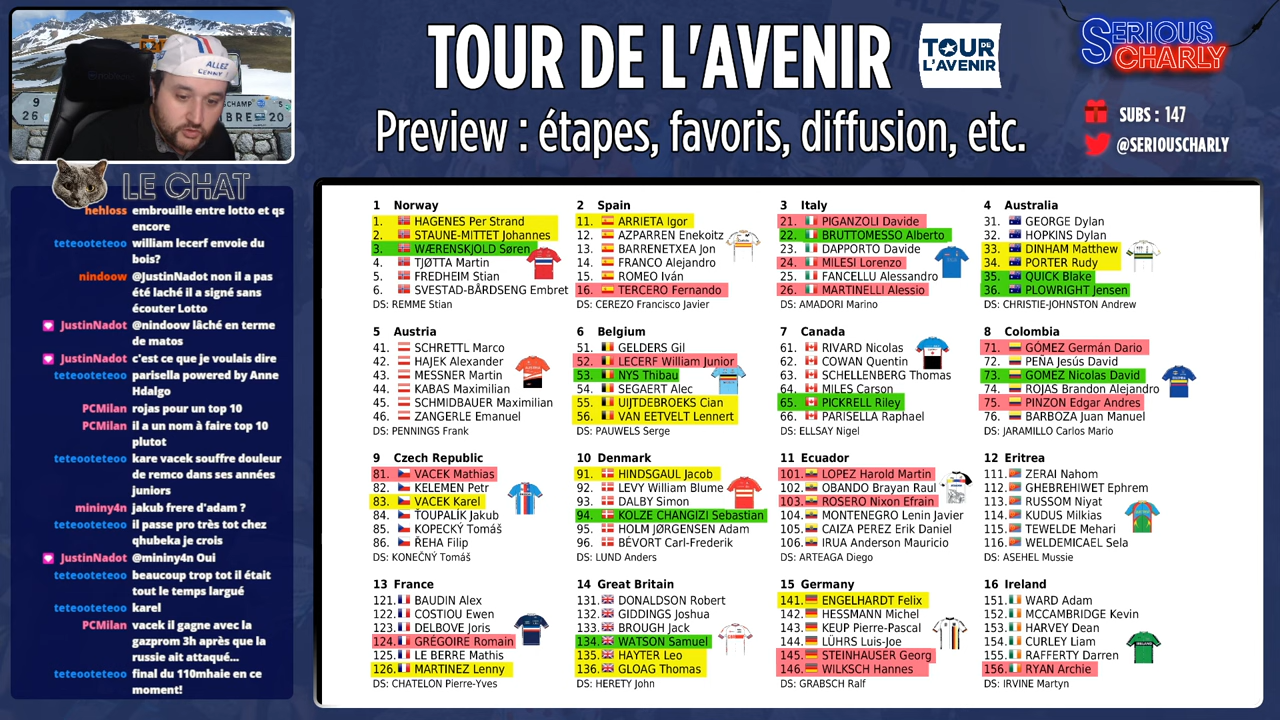 TOUR DE L'AVENIR
TOUR DE L'AVENIR
Preview : étapes, favoris, diffusion, etc.
SERIOUS
CHARLY
SUBS : 147
@SERIOUSCHARLY
ALLEZ
LENNY
9
26
5
20
LE CHAT
hehloss embrouille entre lotto et qs
encore
teteooteteoo william lecerf envoie du
bois?
nindoow @JustinNadot non il a pas
été laché il a signé sans
écouter Lotto
JustinNadot @nindoow lâché en terme
de matos
JustinNadot c'est ce que je voulais dire
teteooteteoo parisella powered by Anne
Hdalgo
PCMilan rojas pour un top 10
PCMilan il a un nom à faire top 10
plutot
teteooteteoo kare vacek souffre douleur
de remco dans ses années
juniors
mininy4n jakub frere d'adam ?
teteooteteoo il passe pro très tot chez
qhubeka je crois
JustinNadot @mininy4n Oui
teteooteteoo beaucoup trop tot il était
tout le temps largué
teteooteteoo karel
PCMilan vacek il gagne avec la
gazprom 3h après que la
russie ait attaqué...
teteooteteoo final du 110mhaie en ce
moment!
1 Norway
1. HAGENES Per Strand
2. STAUNE-MITTET Johannes
3. WÆRENSKJOLD Søren
4. TJØTTA Martin
5. FREDHEIM Stian
6. SVESTAD-BÅRDSENG Embret
DS: REMME Stian
2 Spain
11. ARRIETA Igor
12. AZPARREN Enekoitz
13. BARRENETXEA Jon
14. FRANCO Alejandro
15. ROMEO Iván
16. TERCERO Fernando
DS: CEREZO Francisco Javier
3 Italy
21. PIGANZOLI Davide
22. BRUTTOMESSO Alberto
23. DAPPORTO Davide
24. MILESI Lorenzo
25. FANCELLU Alessandro
26. MARTINELLI Alessio
DS: AMADORI Marino
4 Australia
31. GEORGE Dylan
32. HOPKINS Dylan
33. DINHAM Matthew
34. PORTER Rudy
35. QUICK Blake
36. PLOWRIGHT Jensen
DS: CHRISTIE-JOHNSTON Andrew
5 Austria
41. SCHRETTL Marco
42. HAJEK Alexander
43. MESSNER Martin
44. KABAS Maximilian
45. SCHMIDBAUER Maximilian
46. ZANGERLE Emanuel
DS: PENNINGS Frank
6 Belgium
51. GELDERS Gil
52. LECERF William Junior
53. NYS Thibau
54. SEGAERT Alec
55. UIJTDEBROEKS Cian
56. VAN EETVELT Lennert
DS: PAUWELS Serge
7 Canada
61. RIVARD Nicolas
62. COWAN Quentin
63. SCHELLENBERG Thomas
64. MILES Carson
65. PICKRELL Riley
66. PARISELLA Raphael
DS: ELLSAY Nigel
8 Colombia
71. GÓMEZ Germán Dario
72. PEÑA Jesús David
73. GÓMEZ Nicolas David
74. ROJAS Brandon Alejandro
75. PINZON Edgar Andres
76. BARBOZA Juan Manuel
DS: JARAMILLO Carlos Mario
9 Czech Republic
81. VACEK Mathias
82. KELEMEN Petr
83. VACEK Karel
84. ŤOUPALÍK Jakub
85. KOPECKÝ Tomáš
86. ŘEHA Filip
DS: KONEČNÝ Tomáš
10 Denmark
91. HINDSGAUL Jacob
92. LEVY William Blume
93. DALBY Simon
94. KOLZE CHANGIZI Sebastian
95. HOLM JØRGENSEN Adam
96. BÉVORT Carl-Frederik
DS: LUND Anders
11 Ecuador
101. LOPEZ Harold Martin
102. OBANDO Brayan Raul
103. ROSERO Nixon Efrain
104. MONTENEGRO Lenin Javier
105. CAIZA PEREZ Erik Daniel
106. IRUA Anderson Mauricio
DS: ARTEAGA Diego
12 Eritrea
111. ZERAI Nahom
112. GHEBREHIWET Ephrem
113. RUSSOM Niyat
114. KUDUS Milkias
115. TEWELDE Mehari
116. WELDEMICAEL Sela
DS: ASEHEL Mussie
13 France
121. BAUDIN Alex
122. COSTIOU Ewen
123. DELBOVE Joris
124. GRÉGOIRE Romain
125. LE BERRE Mathis
126. MARTINEZ Lenny
DS: CHATELON Pierre-Yves
14 Great Britain
131. DONALDSON Robert
132. GIDDINGS Joshua
133. BROUGH Jack
134. WATSON Samuel
135. HAYTER Leo
136. GLOAG Thomas
DS: HERETY John
15 Germany
141. ENGELHARDT Felix
142. HESSMANN Michel
143. KEUP Pierre-Pascal
144. LÜHRS Luis-Joe
145. STEINHAUSER Georg
146. WILKSCH Hannes
DS: GRABSCH Ralf
16 Ireland
151. WARD Adam
152. MCCAMBRIDGE Kevin
153. HARVEY Dean
154. CURLEY Liam
155. RAFFERTY Darren
156. RYAN Archie
DS: IRVINE Martyn